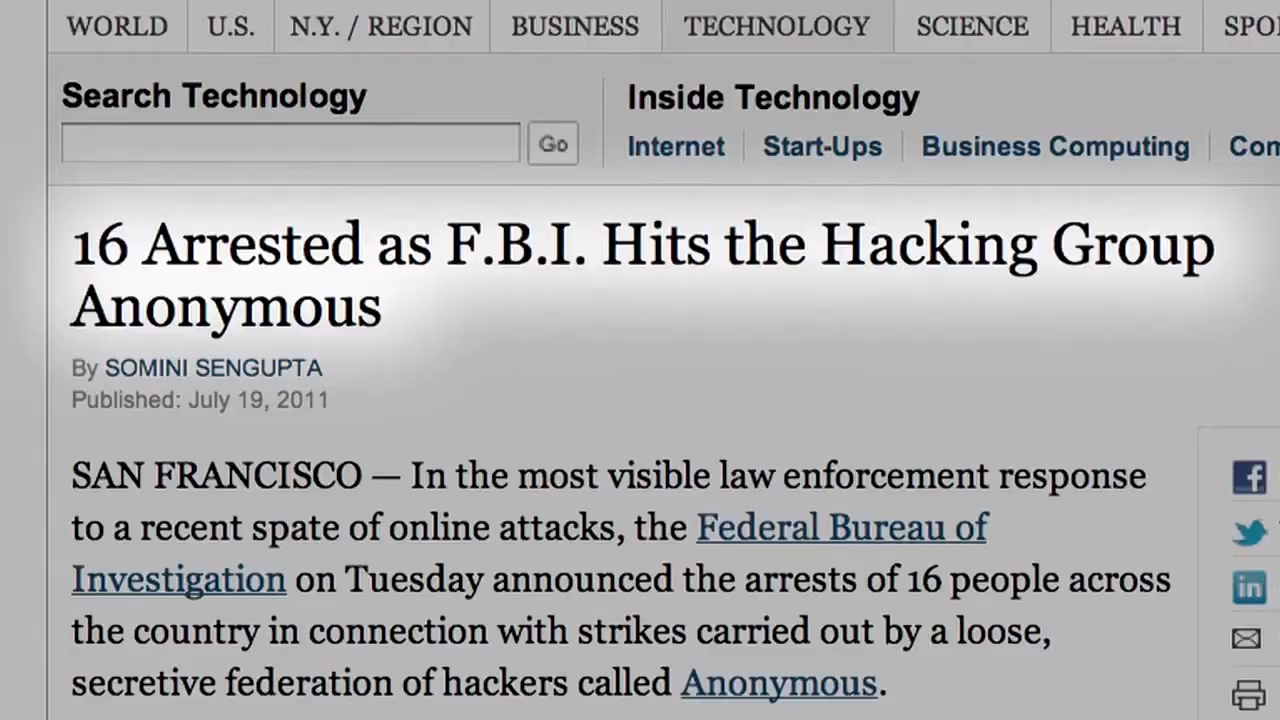 WORLD U.S. N.Y. / REGION BUSINESS TECHNOLOGY SCIENCE HEALTH
Search Technology
Go
Inside Technology
Internet Start-Ups Business Computing
16 Arrested as F.B.I. Hits the Hacking Group
Anonymous
By SOMINI SENGUPTA
Published: July 19, 2011
SAN FRANCISCO — In the most visible law enforcement response
to a recent spate of online attacks, the Federal Bureau of
Investigation on Tuesday announced the arrests of 16 people across
the country in connection with strikes carried out by a loose,
secretive federation of hackers called Anonymous.
f
in